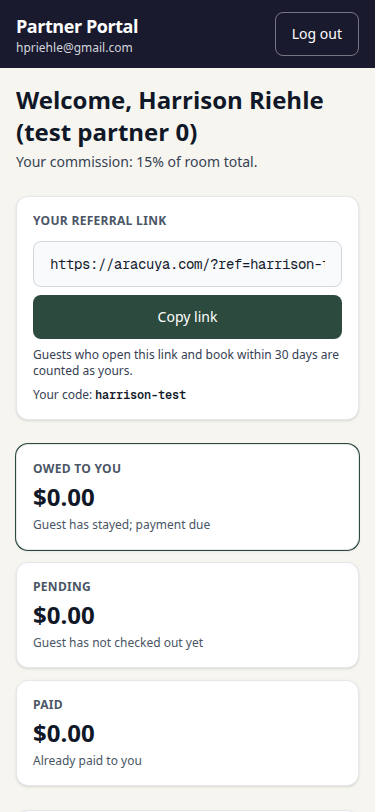 Partner Portal
hpriehle@gmail.com
Log out
Welcome, Harrison Riehle
(test partner 0)
Your commission: 15% of room total.
YOUR REFERRAL LINK
https://aracuya.com/?ref=harrison-
Copy link
Guests who open this link and book within 30 days are
counted as yours.
Your code: harrison-test
OWED TO YOU
$0.00
Guest has stayed; payment due
PENDING
$0.00
Guest has not checked out yet
PAID
$0.00
Already paid to you